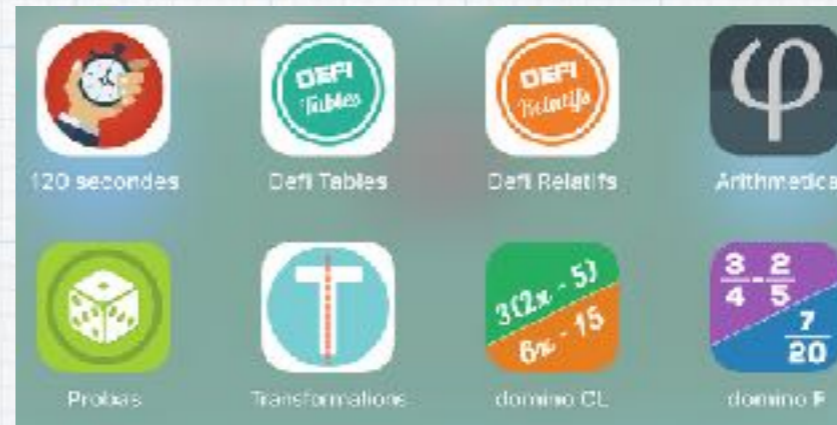 DEFI
Tables
DEFI
Relatifs
φ
120 secondes
Defi Tables
Defi Relatifs
Arithmetica
T
3(2x - 5)
6x - 15
3/4 - 2/5
7/20
Probas
Transformations
domino CL
domino F